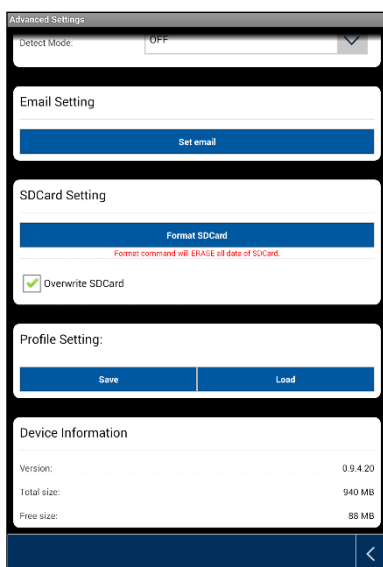 Advanced Settings
Detect Mode: OFF
Email Setting
Set email
SDCard Setting
Format SDCard
Format command will ERASE all data of SDCard.
Overwrite SDCard
Profile Setting:
Save Load
Device Information
Version: 0.9.4.20
Total size: 940 MB
Free size: 88 MB